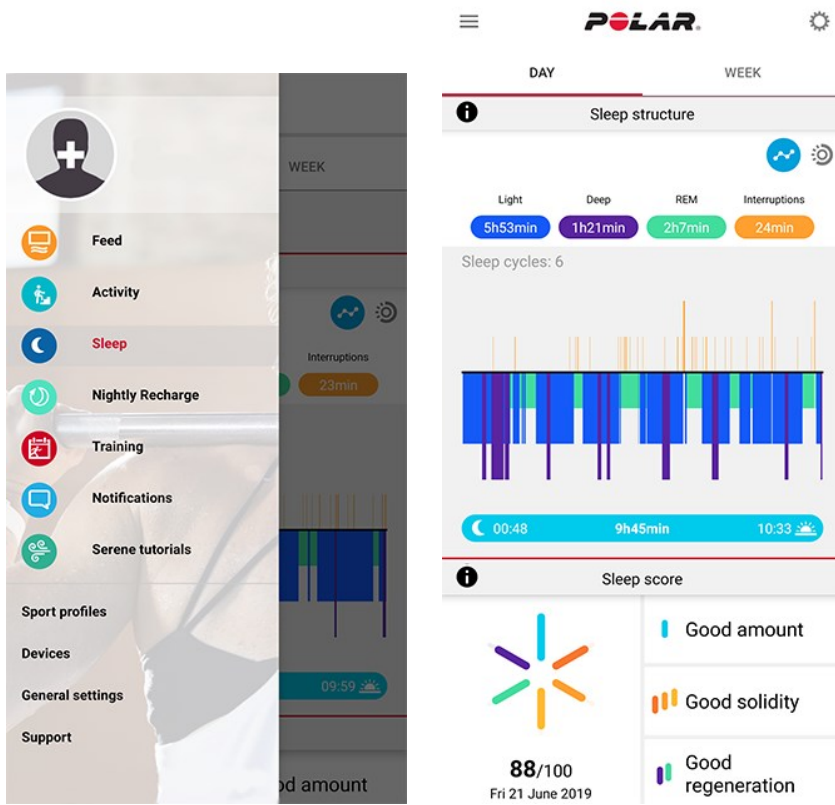 WEEK
Feed
Activity
Sleep
Interruptions
Nightly Recharge
23min
Training
Notifications
Serene tutorials
Sport profiles
Devices
General settings
09:59
Support
od amount
POLAR.
DAY WEEK
Sleep structure
Light Deep REM Interruptions
5h53min 1h21min 2h7min 24min
Sleep cycles: 6
00:48 9h45min 10:33
Sleep score
Good amount
Good solidity
88/100
Fri 21 June 2019
Good
regeneration